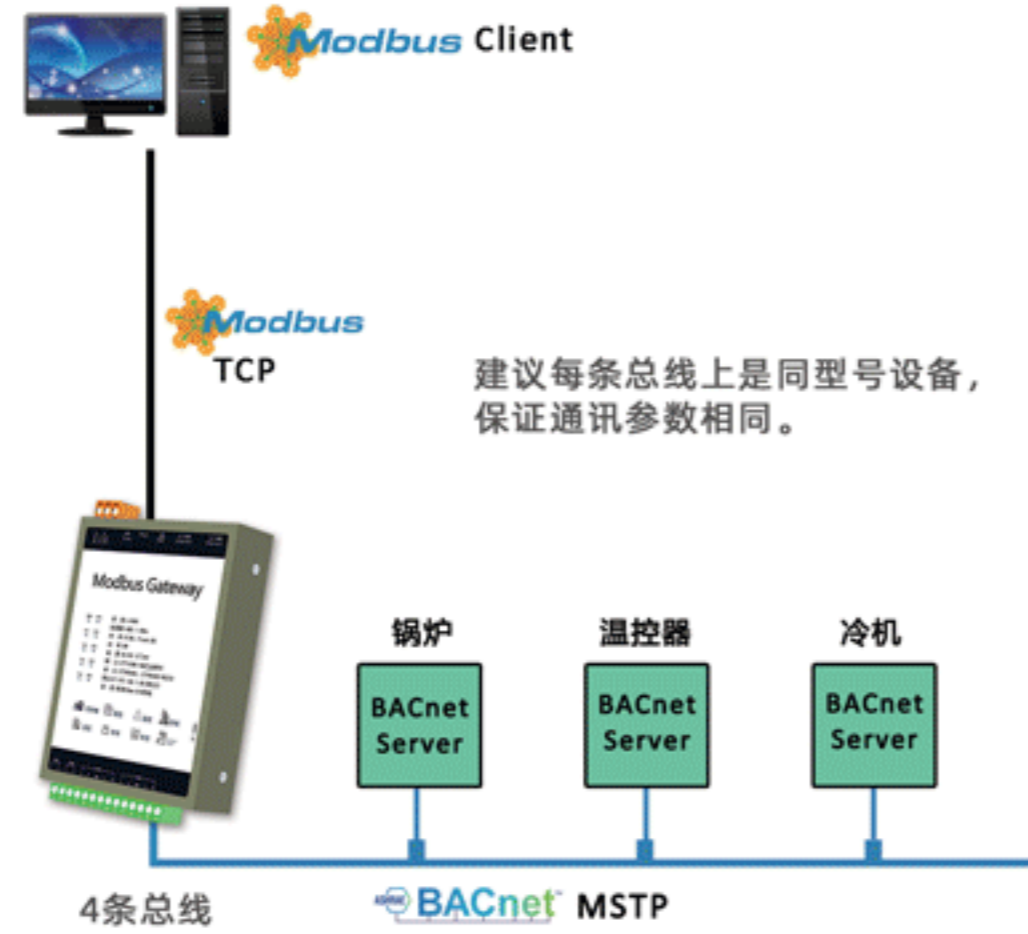 Modbus Client
Modbus
TCP
建议每条总线上是同型号设备，
保证通讯参数相同。
Modbus Gateway
锅炉
温控器
冷机
BACnet
Server
BACnet
Server
BACnet
Server
4条总线
ASHRAE BACnet™ MSTP